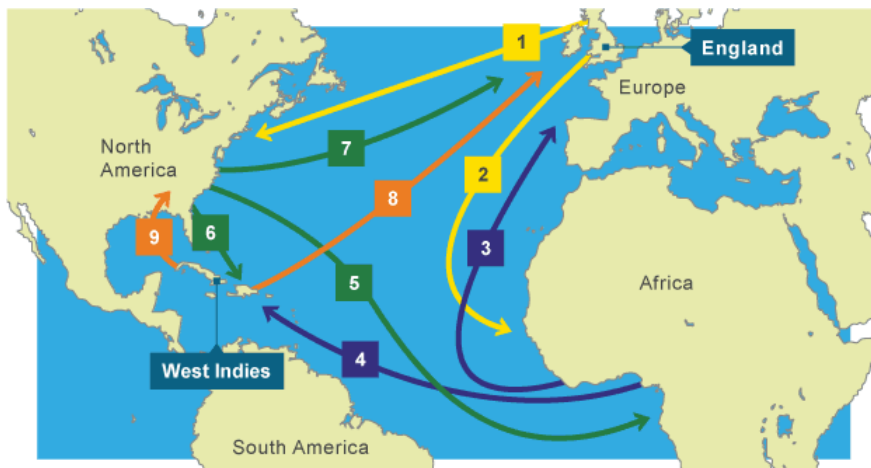 1
England
Europe
North
America
7
2
8
6
3
9
5
Africa
4
West Indies
South America